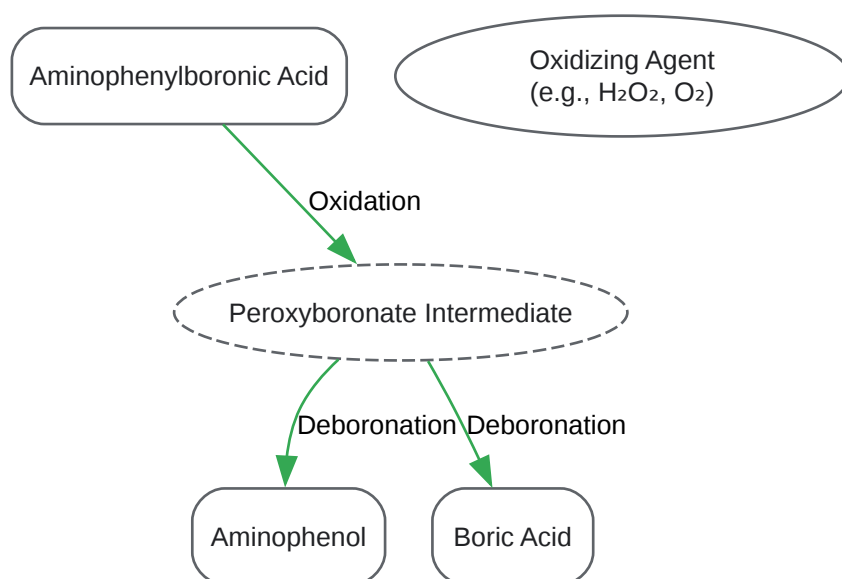 Aminophenylboronic Acid
Oxidizing Agent
(e.g., H₂O₂, O₂)
Oxidation
Peroxyboronate Intermediate
Deboronation
Deboronation
Aminophenol
Boric Acid